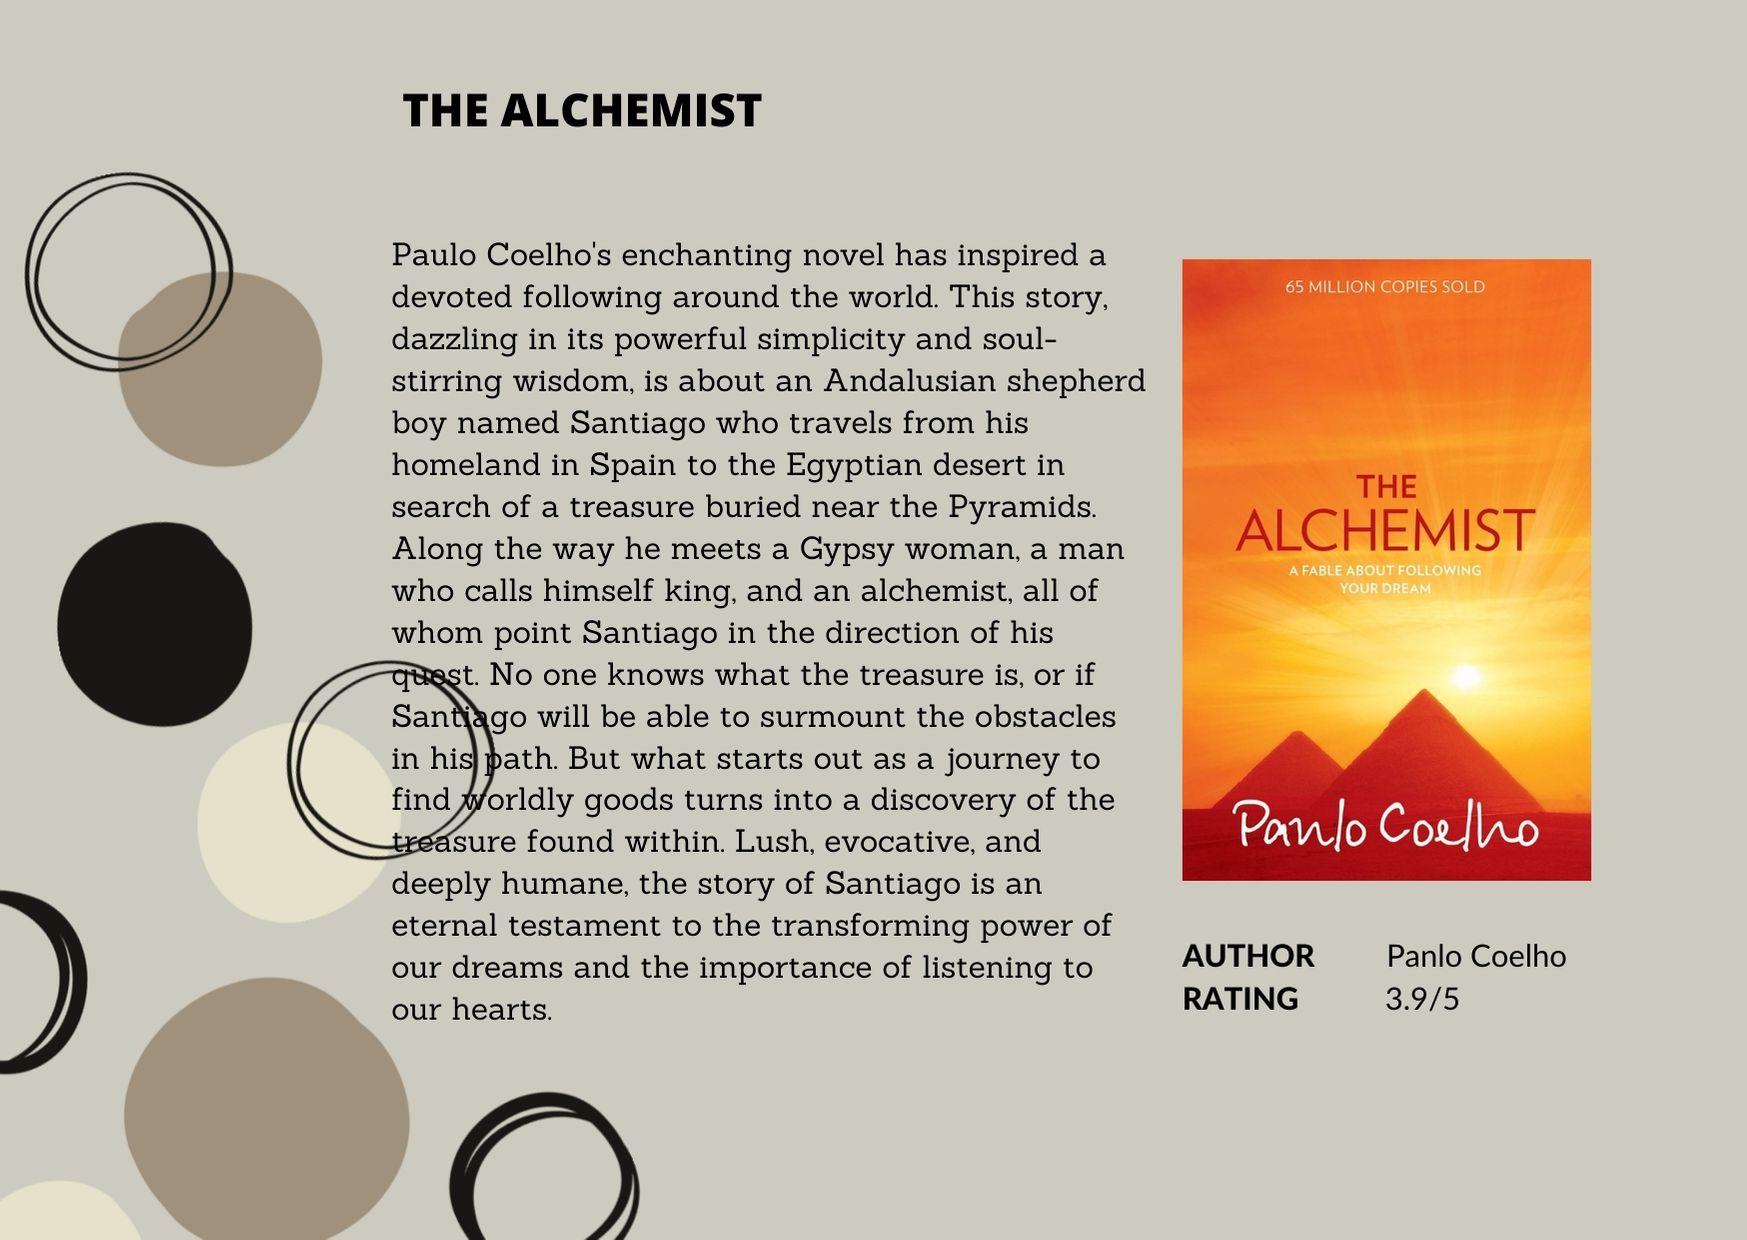 THE ALCHEMIST
Paulo Coelho's enchanting novel has inspired a
devoted following around the world. This story,
dazzling in its powerful simplicity and soul-
stirring wisdom, is about an Andalusian shepherd
boy named Santiago who travels from his
homeland in Spain to the Egyptian desert in
search of a treasure buried near the Pyramids.
Along the way he meets a Gypsy woman, a man
who calls himself king, and an alchemist, all of
whom point Santiago in the direction of his
quest. No one knows what the treasure is, or if
Santiago will be able to surmount the obstacles
in his path. But what starts out as a journey to
find worldly goods turns into a discovery of the
treasure found within. Lush, evocative, and
deeply humane, the story of Santiago is an
eternal testament to the transforming power of
our dreams and the importance of listening to
our hearts.
65 MILLION COPIES SOLD
THE
ALCHEMIST
A FABLE ABOUT FOLLOWING
YOUR DREAM
Paulo Coelho
AUTHOR Panlo Coelho
RATING 3.9/5